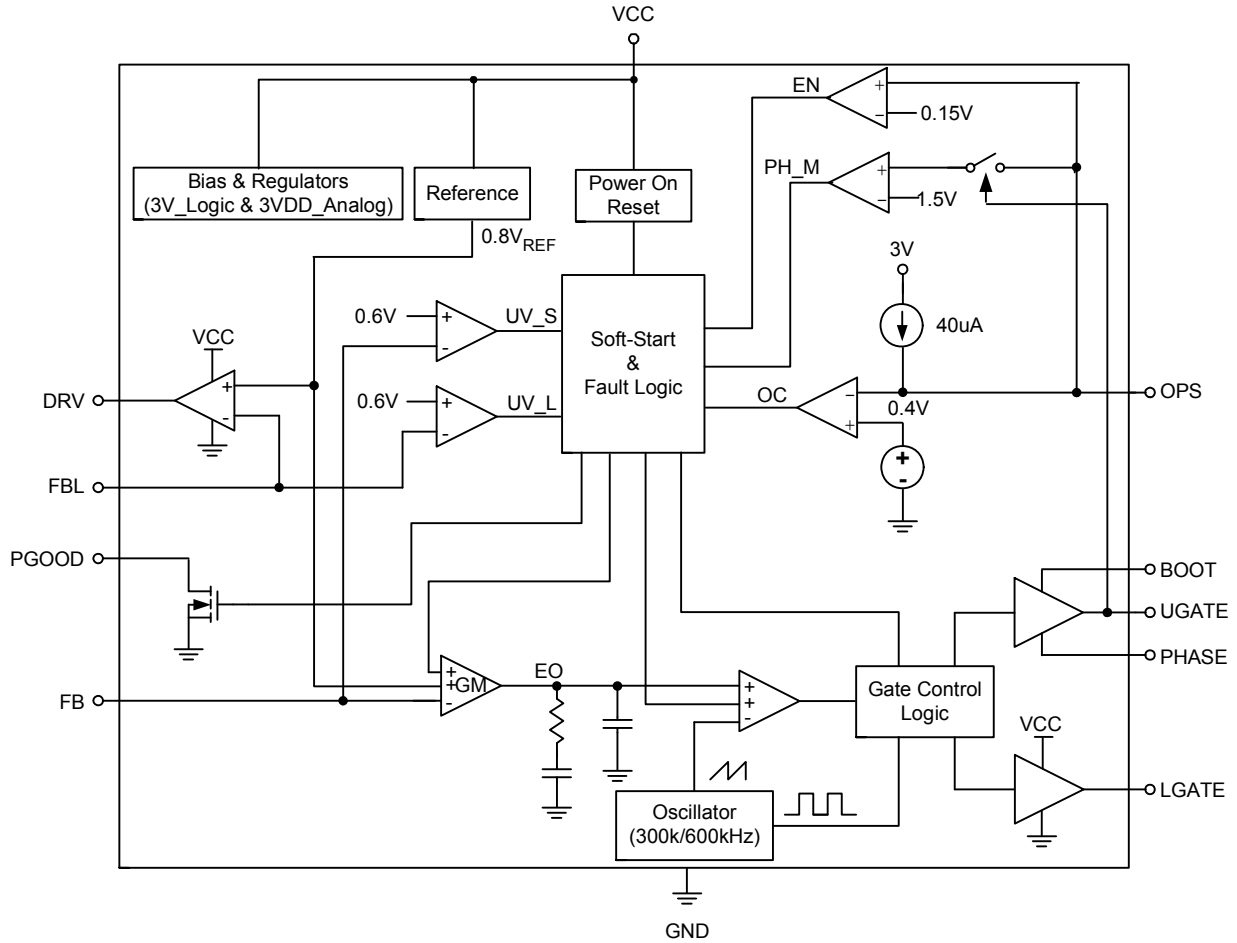 VCC
EN
+
−
0.15V
PH_M
+
−
1.5V
Bias & Regulators
(3V_Logic & 3VDD_Analog)
Reference
Power On
Reset
0.8VREF
3V
40uA
0.6V
+
-
UV_S
Soft-Start
&
Fault Logic
VCC
DRV
+
-
0.6V
+
-
UV_L
OC
−
+
0.4V
OPS
+
-
FBL
PGOOD
BOOT
UGATE
PHASE
FB
+
+
-
GM
EO
+
+
-
Gate Control
Logic
VCC
LGATE
Oscillator
(300k/600kHz)
GND